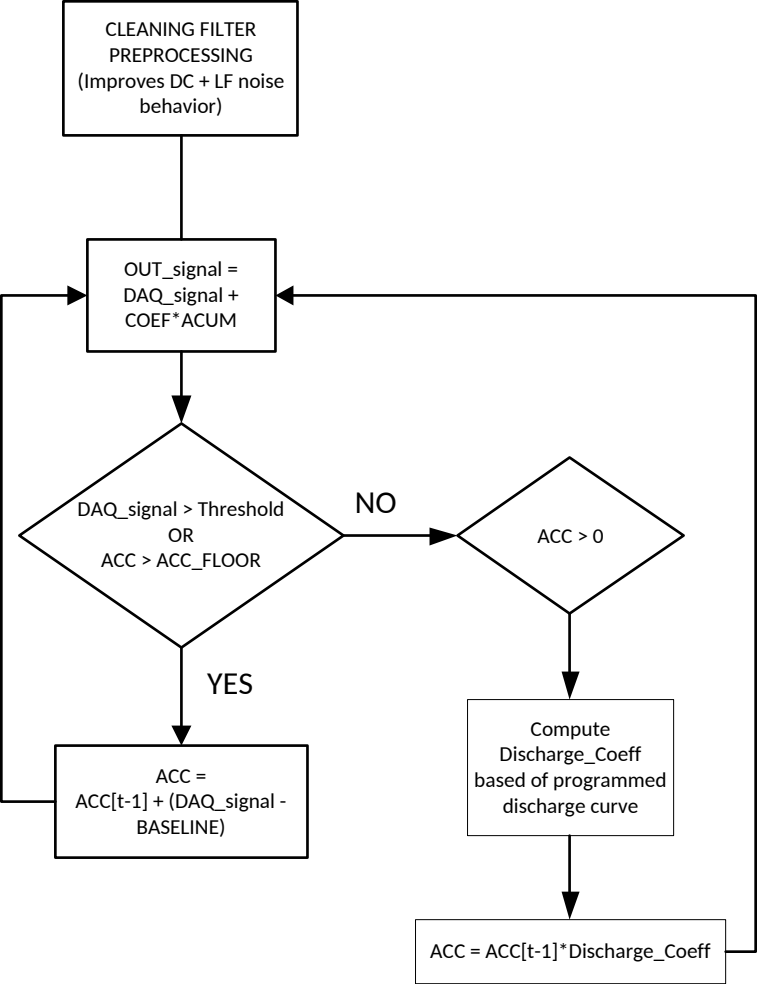 CLEANING FILTER
PREPROCESSING
(Improves DC + LF noise
behavior)
OUT_signal =
DAQ_signal +
COEF*ACUM
DAQ_signal > Threshold
OR
ACC > ACC_FLOOR
NO
ACC > 0
YES
ACC =
ACC[t-1] + (DAQ_signal -
BASELINE)
Compute
Discharge_Coeff
based of programmed
discharge curve
ACC = ACC[t-1]*Discharge_Coeff